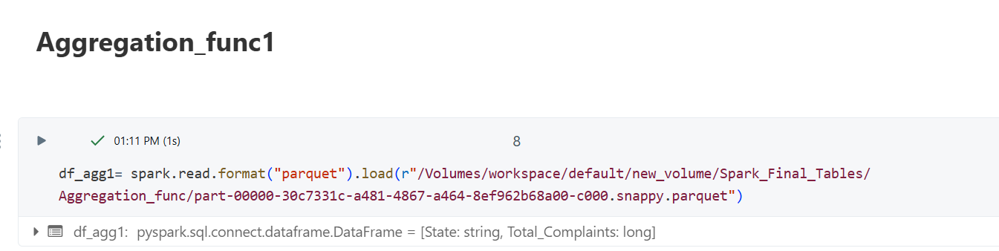 Aggregation_func1
01:11 PM (1s)
8
df_agg1= spark.read.format("parquet").load(r"/Volumes/workspace/default/new_volume/Spark_Final_Tables/
Aggregation_func/part-00000-30c7331c-a481-4867-a464-8ef962b68a00-c000.snappy.parquet")
df_agg1: pyspark.sql.connect.dataframe.DataFrame = [State: string, Total_Complaints: long]